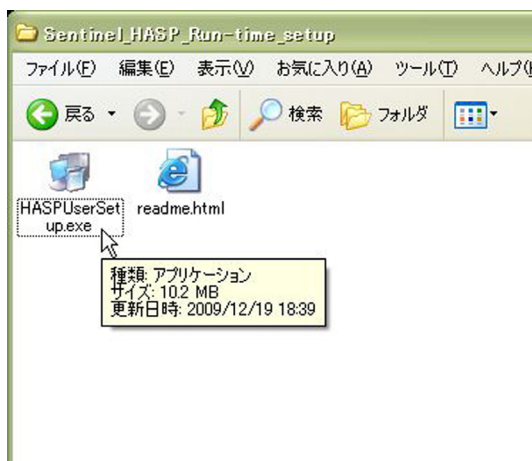 Sentinel_HASP_Run-time_setup
ファイル(F) 編集(E) 表示(V) お気に入り(A) ツール(T) ヘルプ(
戻る 検索 フォルダ
HASPUserSet
up.exe
readme.html
種類: アプリケーション
サイズ: 10.2 MB
更新日時: 2009/12/19 18:39